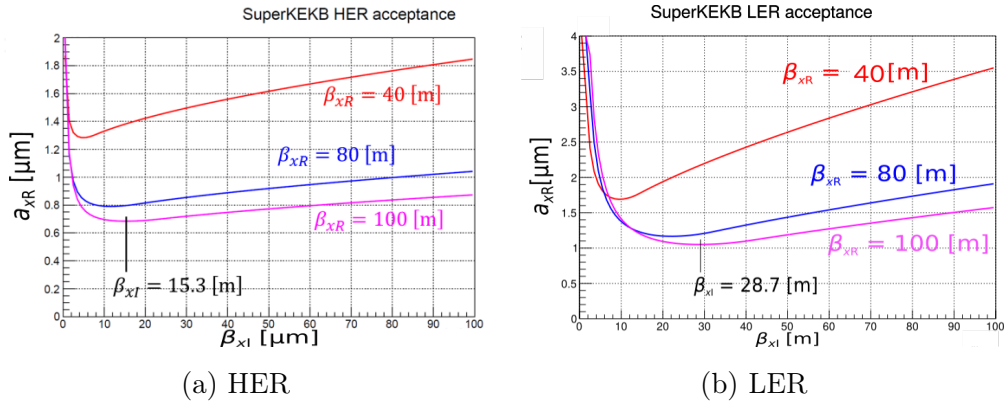 SuperKEKB HER acceptance
a_xR [μm]
2
1.8
1.6
1.4
1.2
1
0.8
0.6
0.4
0.2
0
β_xR = 40 [m]
β_xR = 80 [m]
β_xR = 100 [m]
β_xI = 15.3 [m]
0 10 20 30 40 50 60 70 80 90 100
β_xI [μm]
(a) HER
SuperKEKB LER acceptance
a_xR[μm]
4
3.5
3
2.5
2
1.5
1
0.5
0
β_xR = 40 [m]
β_xR = 80 [m]
β_xR = 100 [m]
β_xI = 28.7 [m]
0 10 20 30 40 50 60 70 80 90 100
β_xI [m]
(b) LER